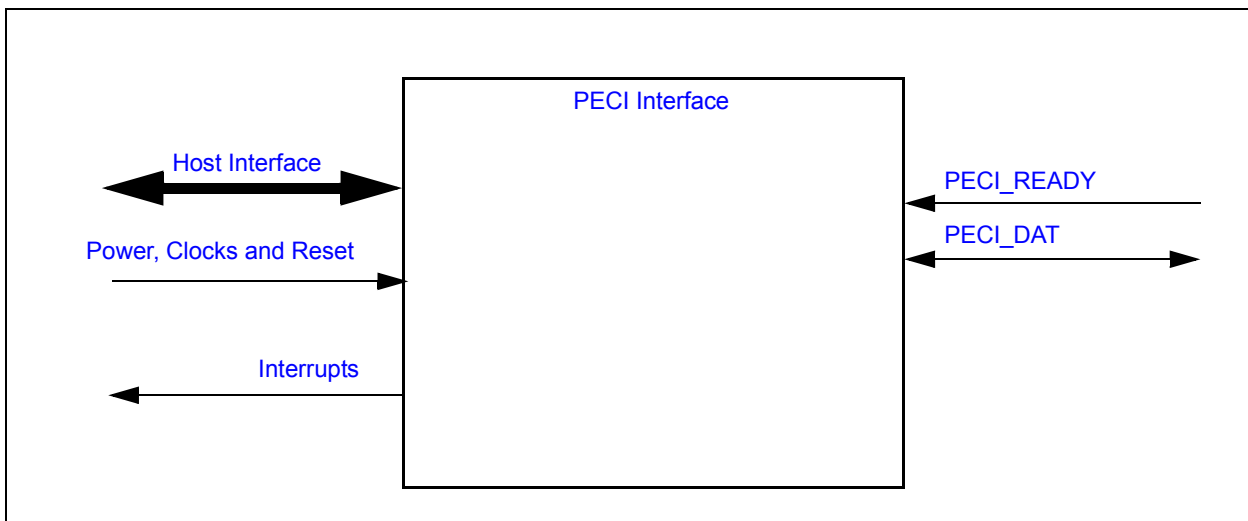 PECI Interface
Host Interface
PECI_READY
PECI_DAT
Power, Clocks and Reset
Interrupts